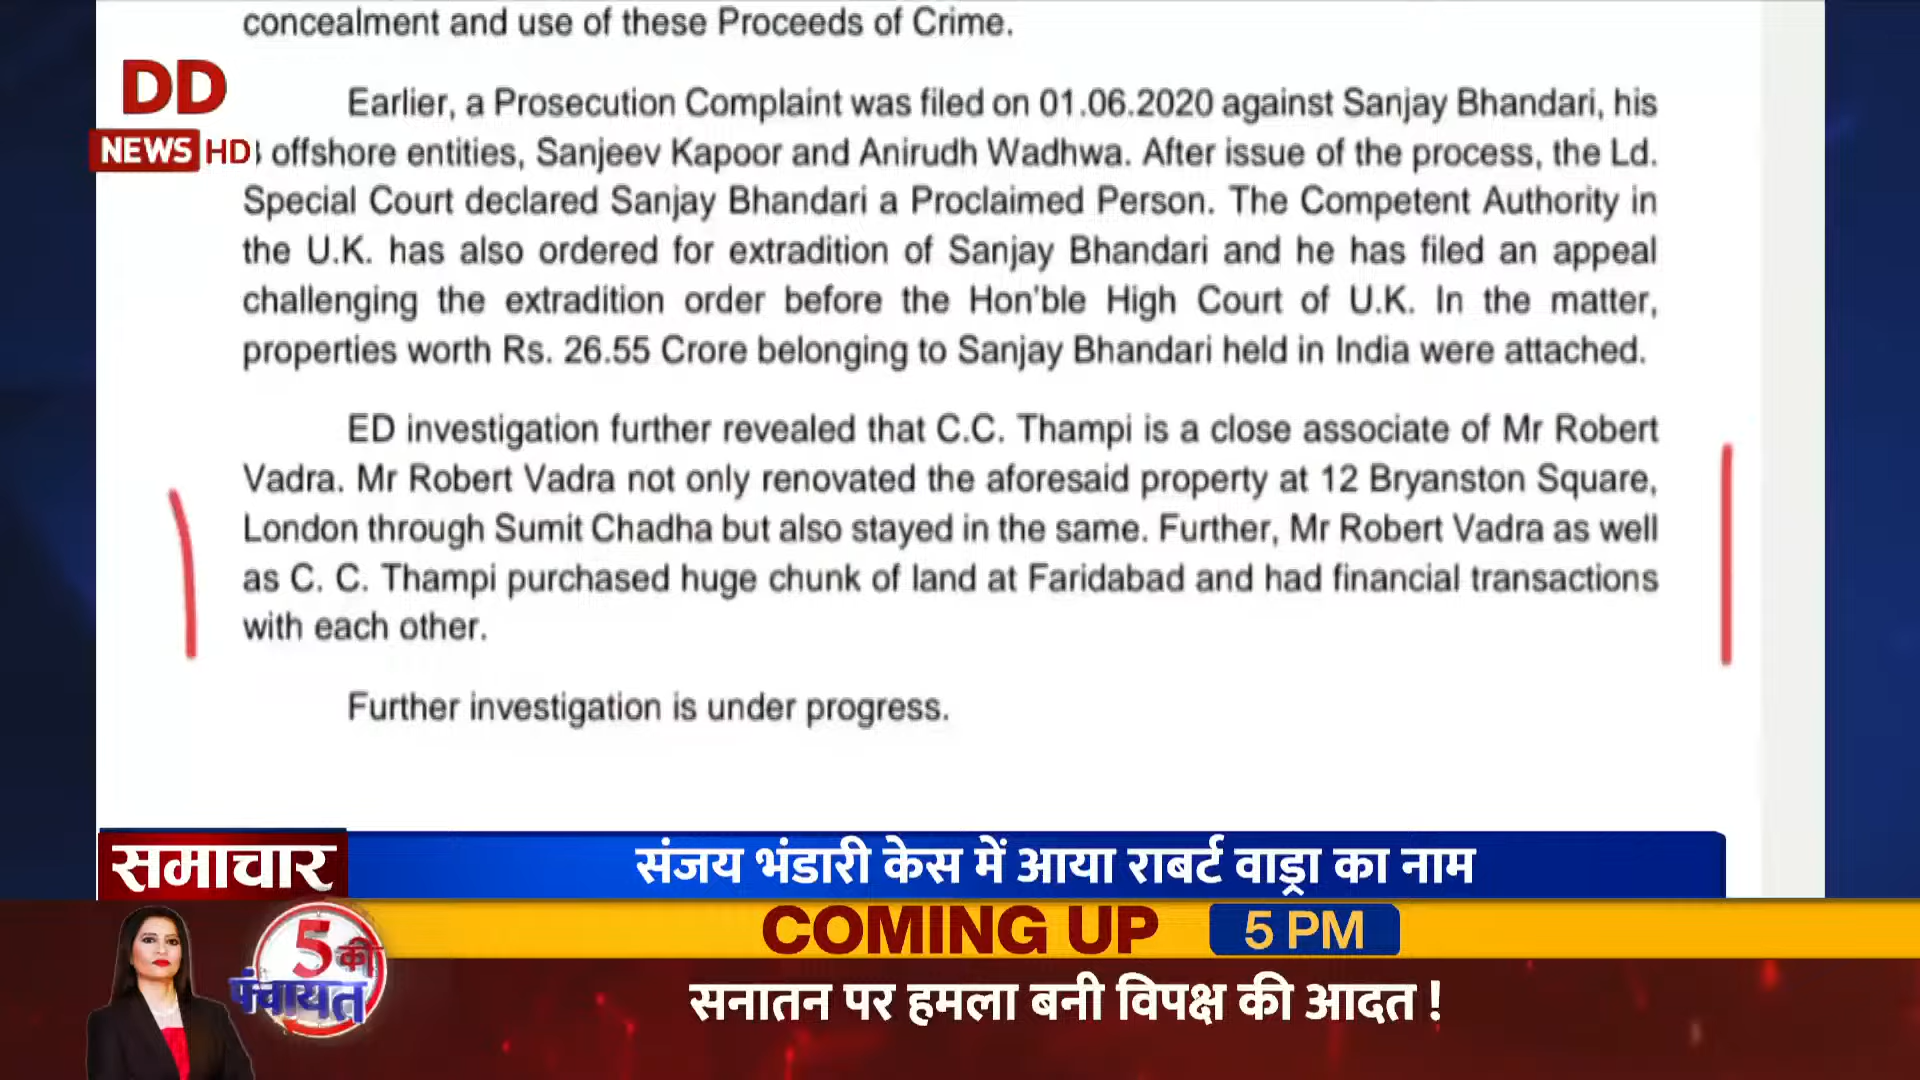 concealment and use of these Proceeds of Crime.
DD
NEWS HD
Earlier, a Prosecution Complaint was filed on 01.06.2020 against Sanjay Bhandari, his
offshore entities, Sanjeev Kapoor and Anirudh Wadhwa. After issue of the process, the Ld.
Special Court declared Sanjay Bhandari a Proclaimed Person. The Competent Authority in
the U.K. has also ordered for extradition of Sanjay Bhandari and he has filed an appeal
challenging the extradition order before the Hon'ble High Court of U.K. In the matter,
properties worth Rs. 26.55 Crore belonging to Sanjay Bhandari held in India were attached.
ED investigation further revealed that C.C. Thampi is a close associate of Mr Robert
Vadra. Mr Robert Vadra not only renovated the aforesaid property at 12 Bryanston Square,
London through Sumit Chadha but also stayed in the same. Further, Mr Robert Vadra as well
as C. C. Thampi purchased huge chunk of land at Faridabad and had financial transactions
with each other.
Further investigation is under progress.
समाचार
संजय भंडारी केस में आया राबर्ट वाड्रा का नाम
5 की
पंचायत
COMING UP 5 PM
सनातन पर हमला बनी विपक्ष की आदत !